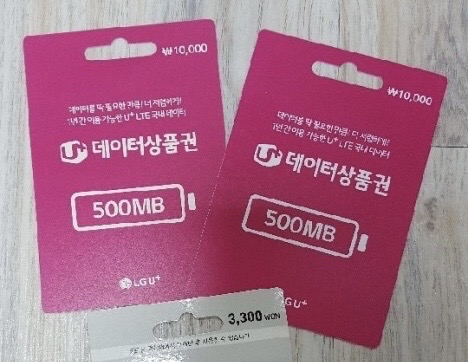 ₩10,000
데이터를 딱 필요한 만큼! 더 저렴하게!
1년간 이용 가능한 U+ LTE 국내 데이터
U+ 데이터상품권
500MB
LG U+
₩10,000
데이터를 딱 필요한 만큼! 더 저렴하게!
1년간 이용 가능한 U+ LTE 국내 데이터
U+ 데이터상품권
500MB
LG U+
3,300 WON